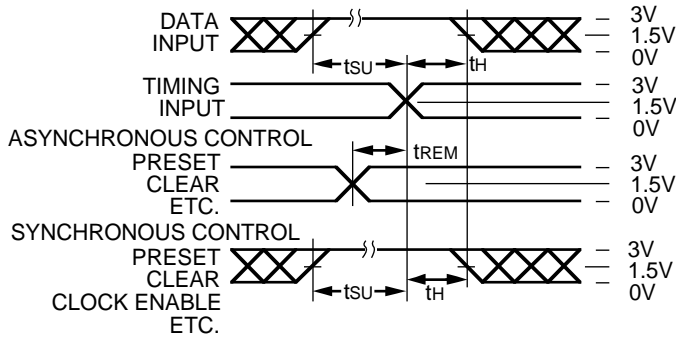 DATA INPUT
3V
1.5V
0V
tSU
tH
TIMING INPUT
3V
1.5V
0V
ASYNCHRONOUS CONTROL
tREM
PRESET
CLEAR
ETC.
3V
1.5V
0V
SYNCHRONOUS CONTROL
PRESET
CLEAR
CLOCK ENABLE
ETC.
3V
1.5V
0V
tSU
tH